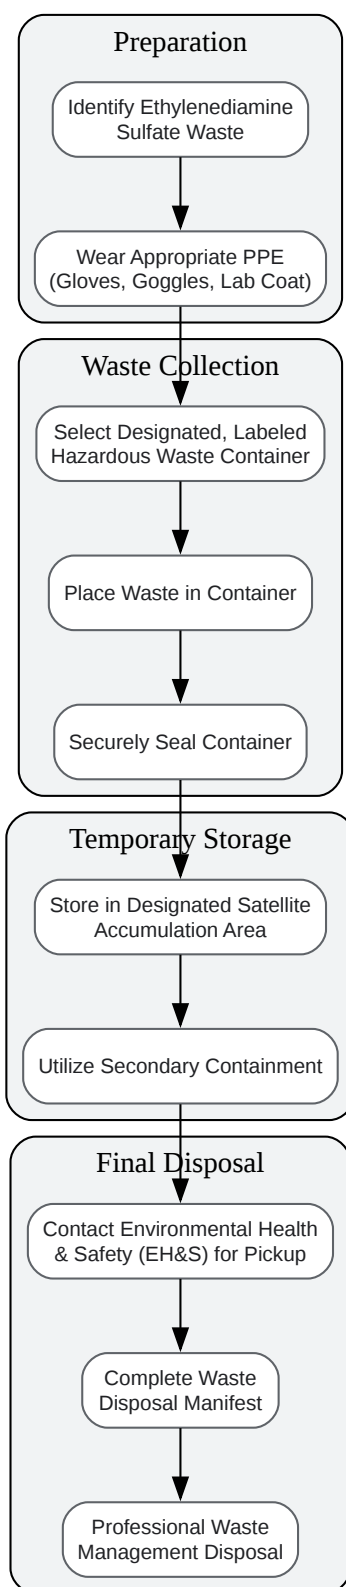 Preparation
Identify Ethylenediamine
Sulfate Waste
Wear Appropriate PPE
(Gloves, Goggles, Lab Coat)
Waste Collection
Select Designated, Labeled
Hazardous Waste Container
Place Waste in Container
Securely Seal Container
Temporary Storage
Store in Designated Satellite
Accumulation Area
Utilize Secondary Containment
Final Disposal
Contact Environmental Health
& Safety (EH&S) for Pickup
Complete Waste
Disposal Manifest
Professional Waste
Management Disposal